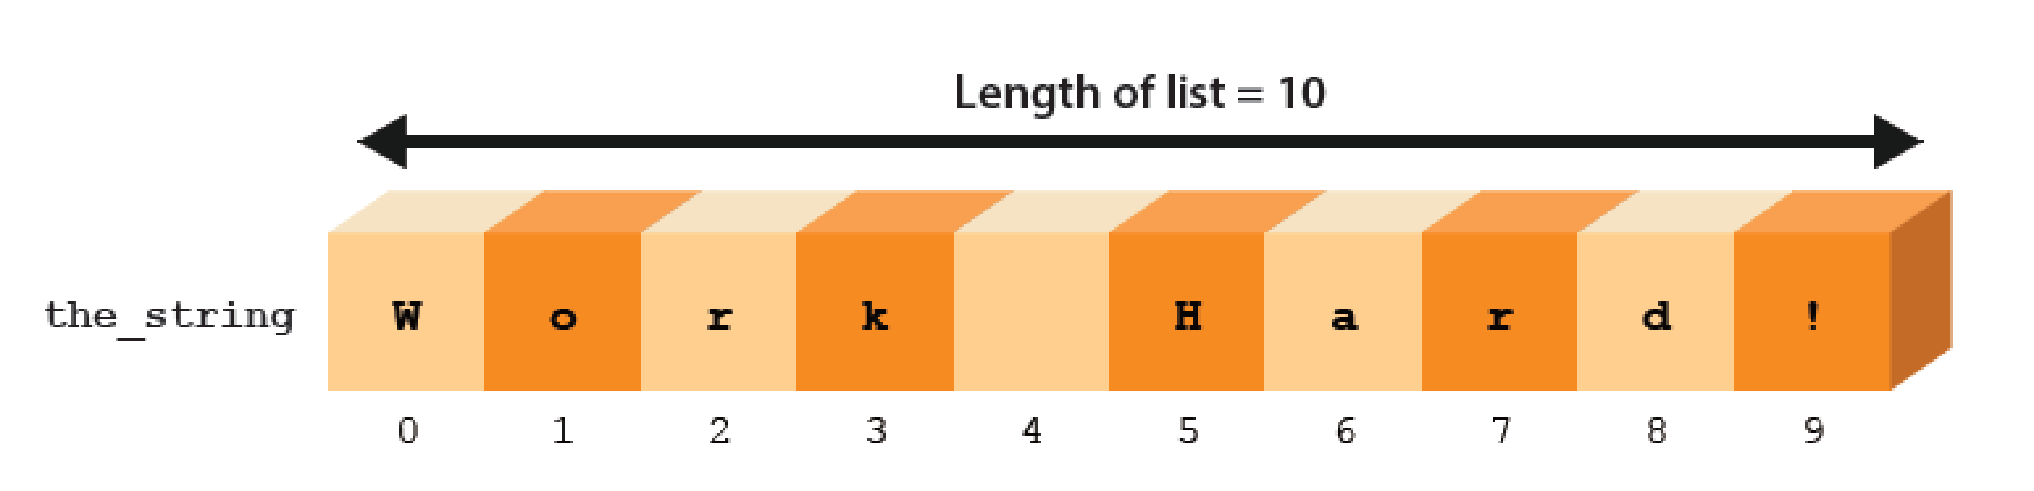 Length of list = 10
the_string W o r k H a r d !
0 1 2 3 4 5 6 7 8 9